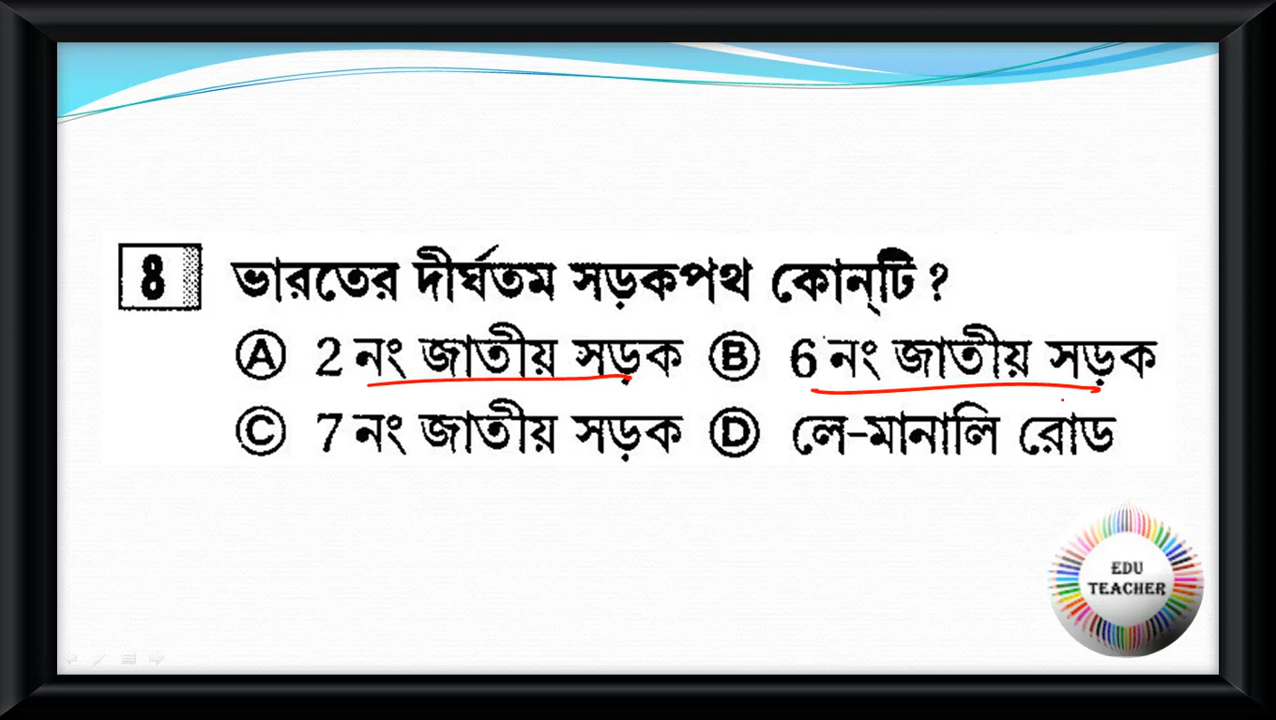 8 ভারতের দীর্ঘতম সড়কপথ কোন্‌টি ?
Ⓐ 2 নং জাতীয় সড়ক Ⓑ 6 নং জাতীয় সড়ক
Ⓒ 7 নং জাতীয় সড়ক Ⓓ লে-মানালি রোড
EDU
TEACHER